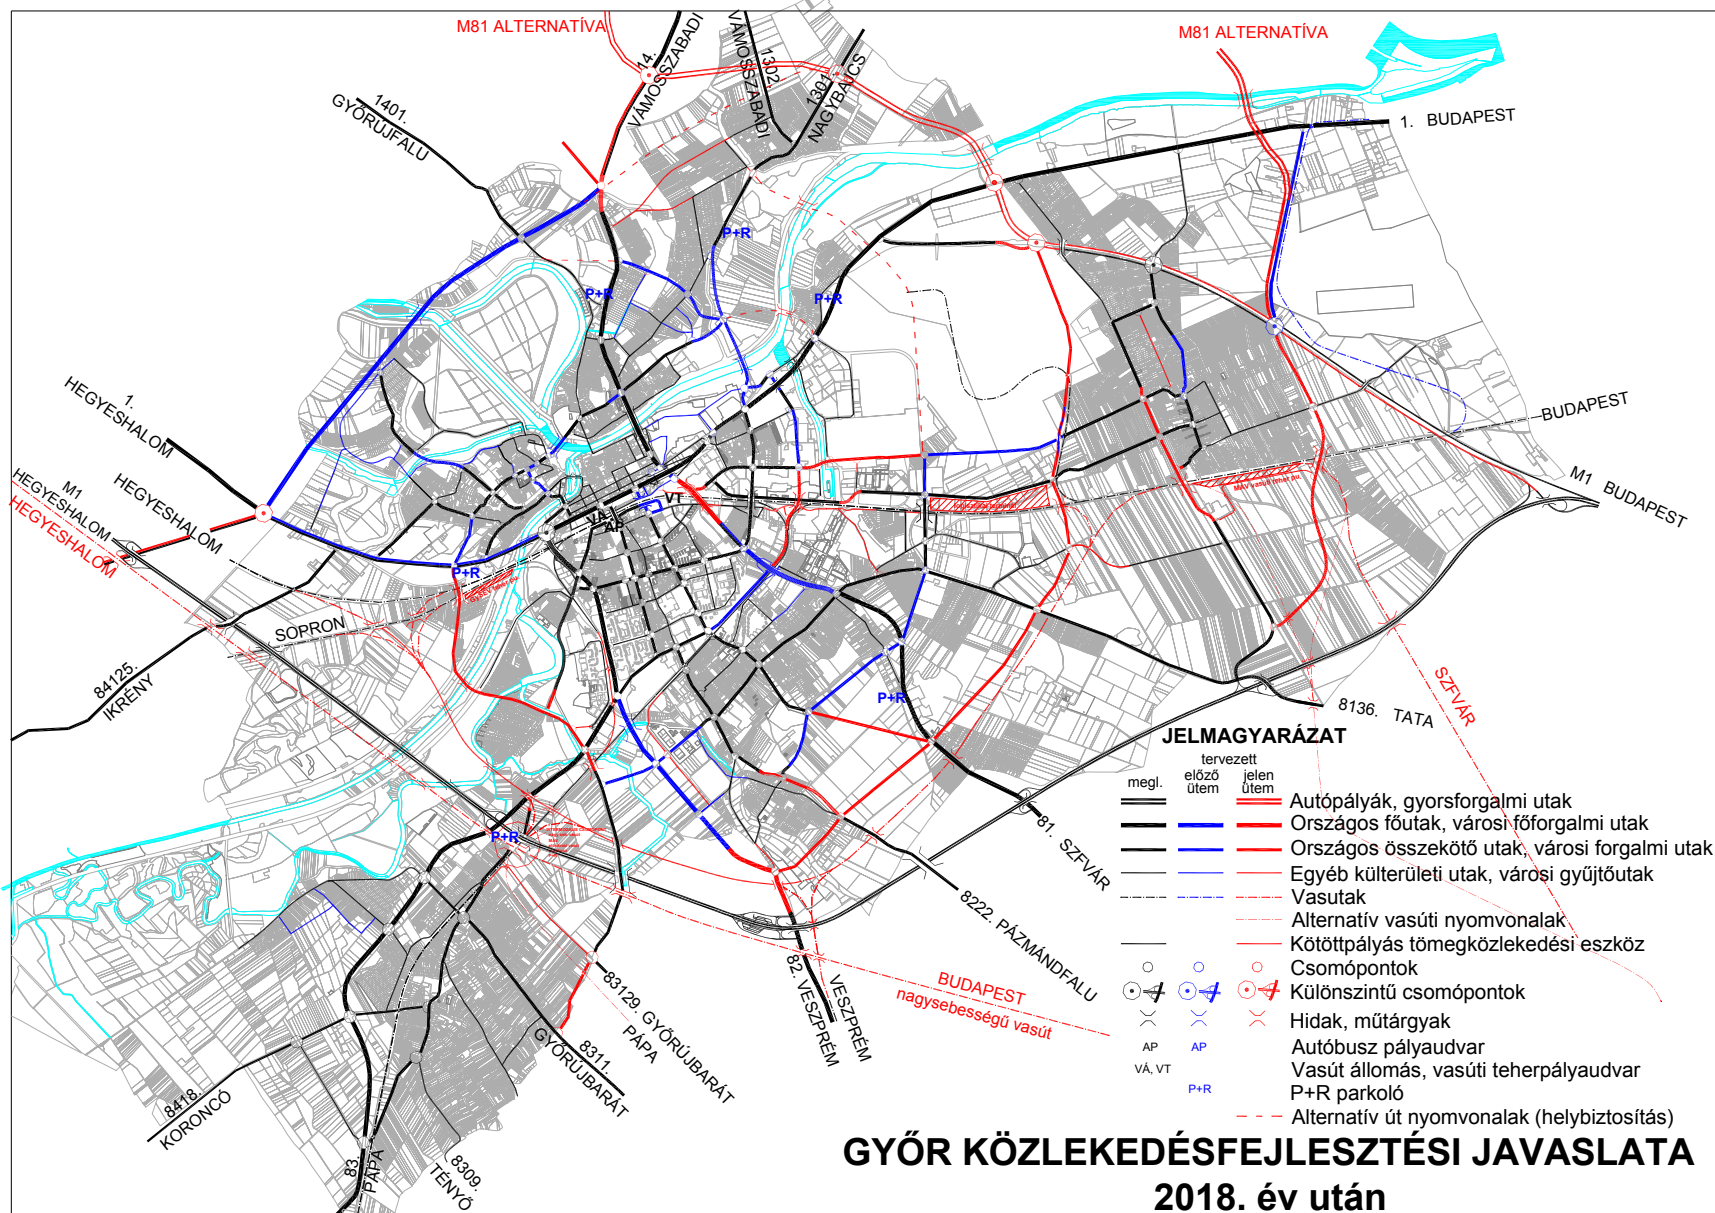 M81 ALTERNATÍVA
M81 ALTERNATÍVA
14.
VÁMOSSZABADI
1302.
VÁMOSSZABADI
1301.
NAGYBAJCS
1401.
GYŐRÚJFALU
1. BUDAPEST
P+R
P+R
P+R
1.
HEGYESHALOM
HEGYESHALOM
M1
HEGYESHALOM
HEGYESHALOM
BUDAPEST
M1 BUDAPEST
VT
VÁ
AP
MÁV vasúti teher pu.
P+R
SOPRON
84125.
IKRÉNY
P+R
SZFVÁR
8136. TATA
P+R
81. SZFVÁR
8222. PÁZMÁNDFALU
82. VESZPRÉM
VESZPRÉM
BUDAPEST
nagysebességű vasút
83129. GYŐRÚJBARÁT
PÁPA
8311.
GYŐRÚJBARÁT
8418.
KORONCÓ
83.
PÁPA
8309.
TÉNYŐ
JELMAGYARÁZAT
tervezett
megl.
előző ütem
jelen ütem
Autópályák, gyorsforgalmi utak
Országos főutak, városi főforgalmi utak
Országos összekötő utak, városi forgalmi utak
Egyéb külterületi utak, városi gyűjtőutak
Vasutak
Alternatív vasúti nyomvonalak
Kötöttpályás tömegközlekedési eszköz
Csomópontok
Különszintű csomópontok
Hidak, műtárgyak
AP AP Autóbusz pályaudvar
VÁ, VT Vasút állomás, vasúti teherpályaudvar
P+R P+R parkoló
Alternatív út nyomvonalak (helybiztosítás)
GYŐR KÖZLEKEDÉSFEJLESZTÉSI JAVASLATA
2018. év után